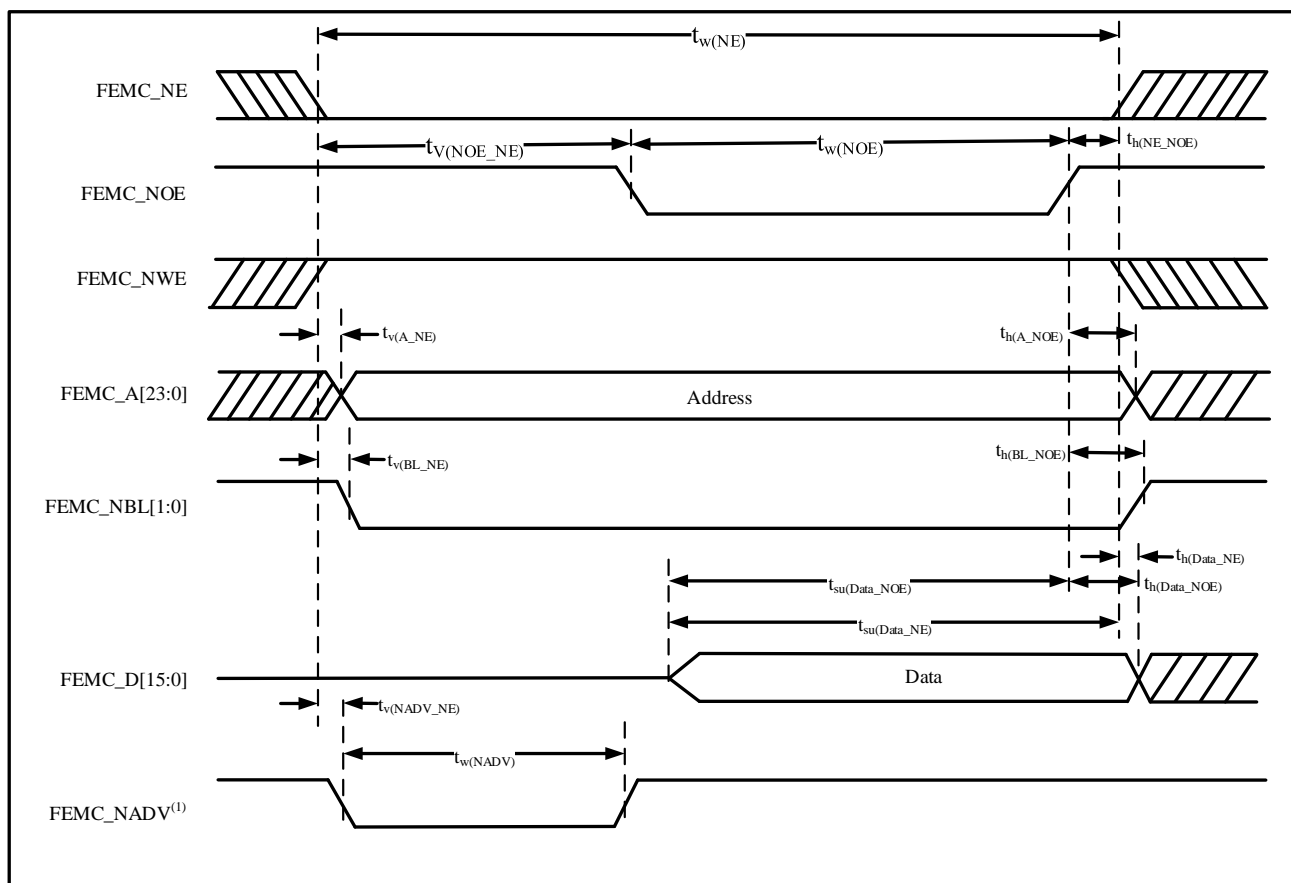 tw(NE)
FEMC_NE
tV(NOE_NE)
tw(NOE)
th(NE_NOE)
FEMC_NOE
FEMC_NWE
tv(A_NE)
th(A_NOE)
FEMC_A[23:0]
Address
tv(BL_NE)
th(BL_NOE)
FEMC_NBL[1:0]
th(Data_NE)
tsu(Data_NOE)
th(Data_NOE)
tsu(Data_NE)
FEMC_D[15:0]
Data
tv(NADV_NE)
tw(NADV)
FEMC_NADV(1)